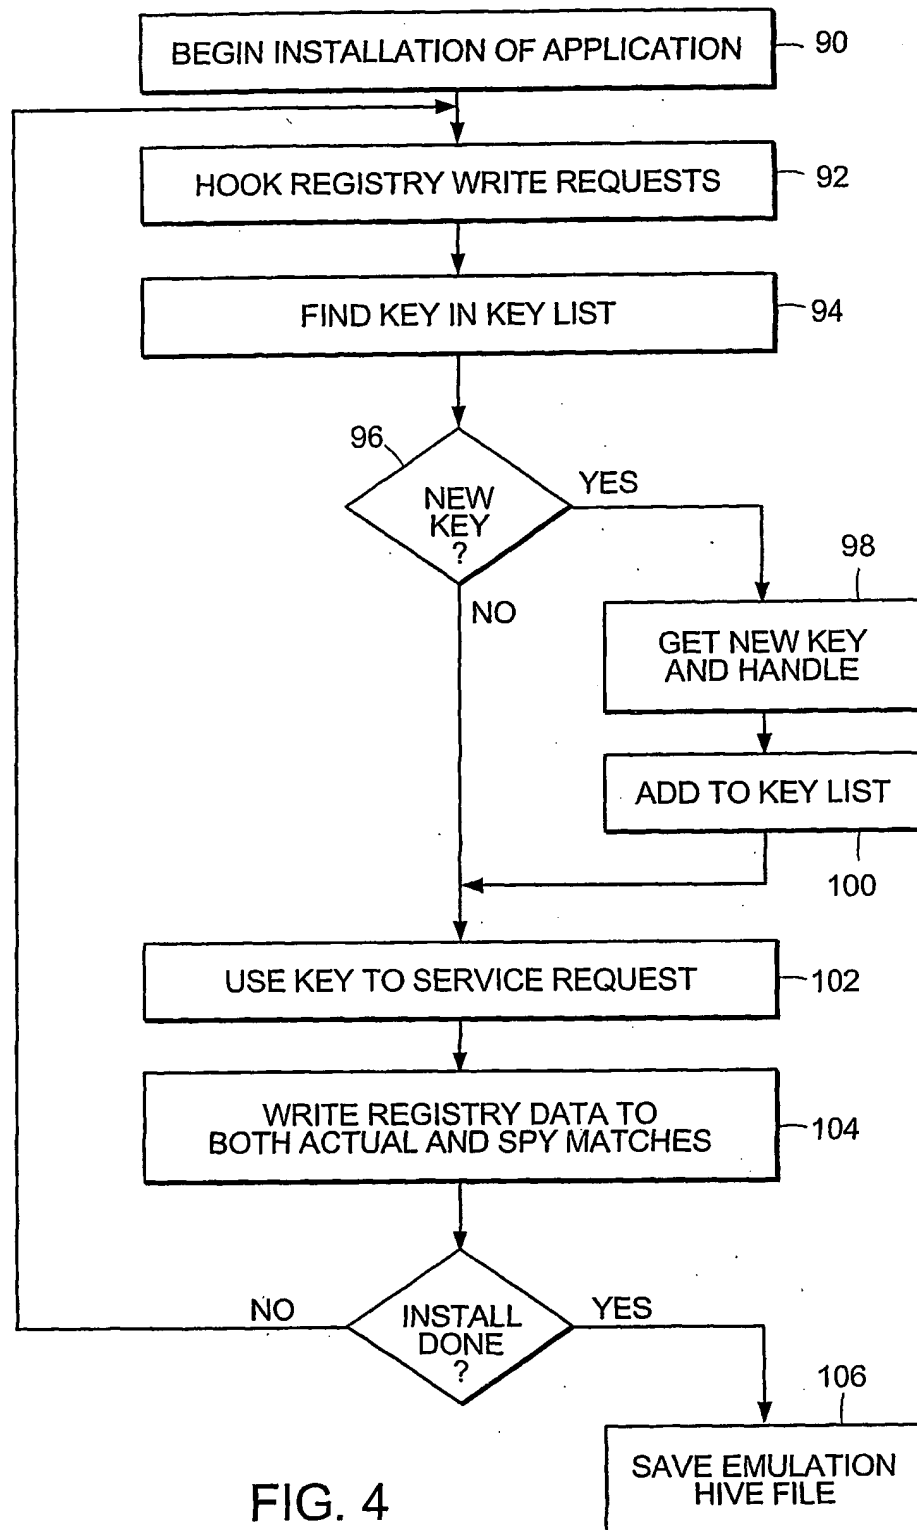 BEGIN INSTALLATION OF APPLICATION
90
HOOK REGISTRY WRITE REQUESTS
92
FIND KEY IN KEY LIST
94
96
NEW
KEY
?
YES
NO
98
GET NEW KEY
AND HANDLE
ADD TO KEY LIST
100
USE KEY TO SERVICE REQUEST
102
WRITE REGISTRY DATA TO
BOTH ACTUAL AND SPY MATCHES
104
NO
INSTALL
DONE
?
YES
106
SAVE EMULATION
HIVE FILE
FIG. 4